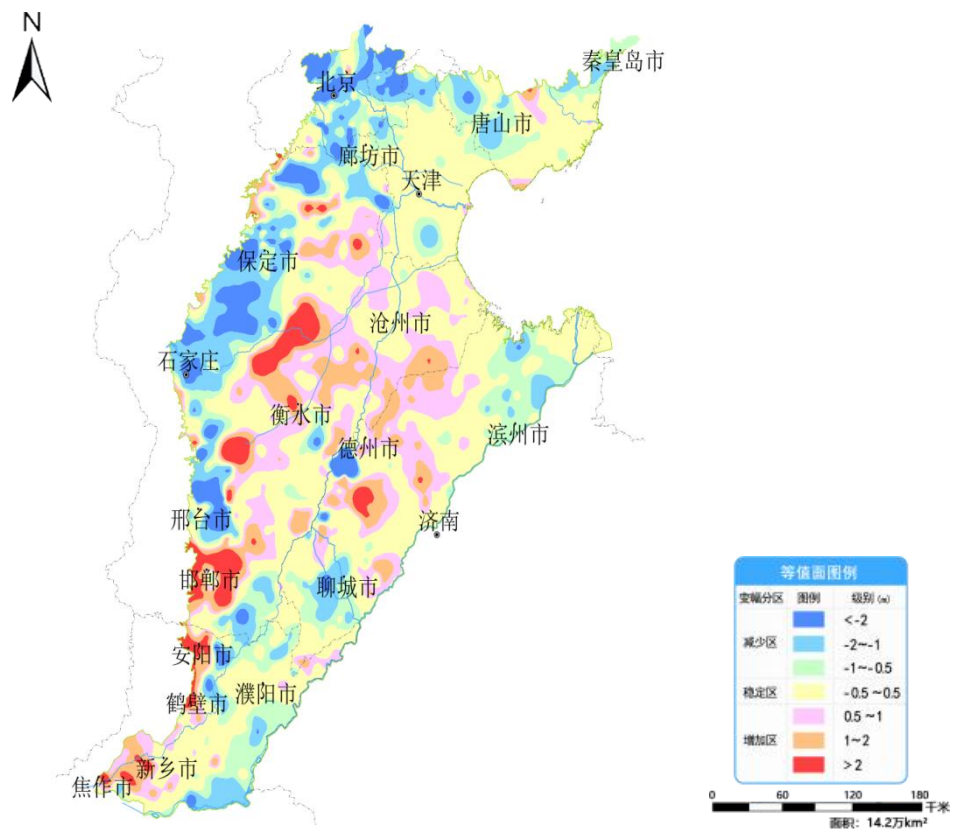 N
秦皇岛市
北京
唐山市
廊坊市
天津
保定市
沧州市
石家庄
衡水市
德州市
滨州市
邢台市
济南
邯郸市
聊城市
安阳市
鹤壁市
濮阳市
新乡市
焦作市
等值面图例
变幅分区 图例 级别 (m)
<-2
减少区 -2~-1
-1~-0.5
稳定区 -0.5~0.5
0.5~1
增加区 1~2
>2
0 60 120 180
千米
面积：14.2万km²